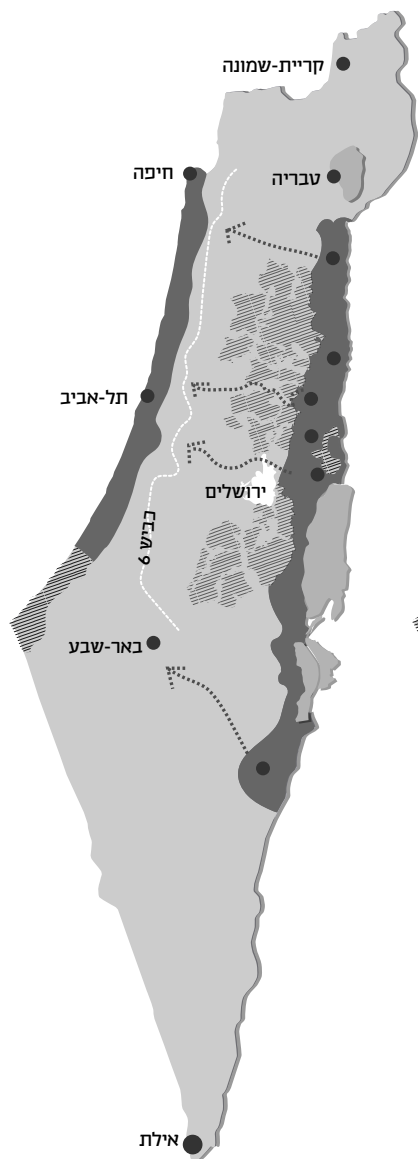 קריית-שמונה
חיפה
טבריה
תל-אביב
ירושלים
כביש 6
באר-שבע
אילת